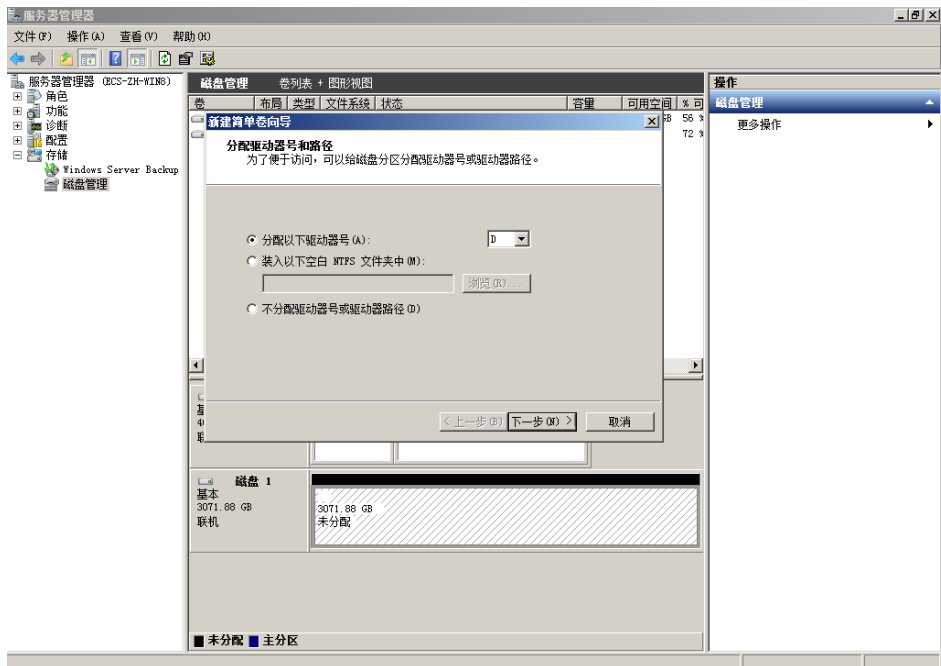 服务器管理器
文件(F) 操作(A) 查看(V) 帮助(H)
服务器管理器 (ECS-ZH-WIN8)
角色
功能
诊断
配置
存储
Windows Server Backup
磁盘管理
磁盘管理 卷列表 + 图形视图
卷 布局 类型 文件系统 状态 容量 可用空间 % 可
56 %
72 %
新建简单卷向导
分配驱动器号和路径
为了便于访问，可以给磁盘分区分配驱动器号或驱动器路径。
分配以下驱动器号(A): D
装入以下空白 NTFS 文件夹中(M):
浏览(R)...
不分配驱动器号或驱动器路径(D)
<上一步(B) 下一步(N) > 取消
磁盘 1
基本
3071.88 GB
联机
3071.88 GB
未分配
未分配 主分区
操作
磁盘管理
更多操作